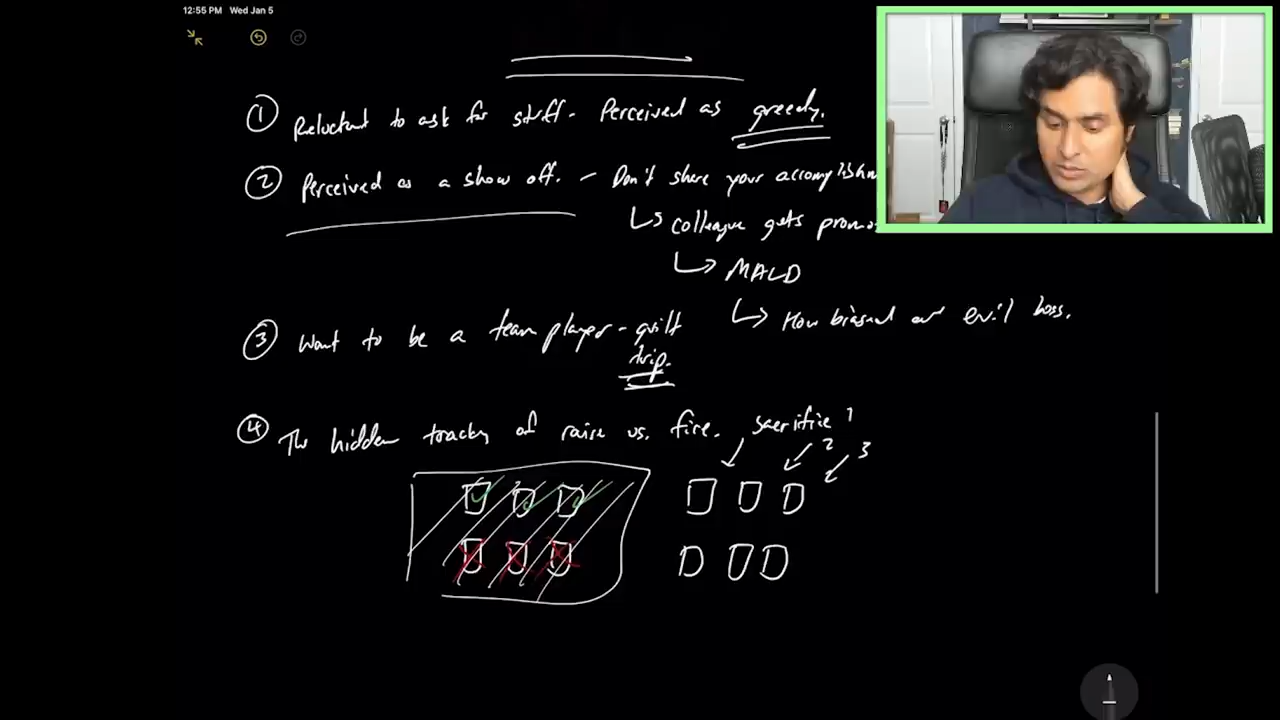 12:55 PM Wed Jan 5
① Reluctant to ask for stuff. Perceived as greedy.
② Perceived as a show off. – Don't share your accomplishm
↳ colleague gets promo
↳ MALD
↳ How biased or evil boss.
③ Want to be a team player – guilt
trip.
④ The hidden tracks of raise vs. fire. sacrifice 1
2
3